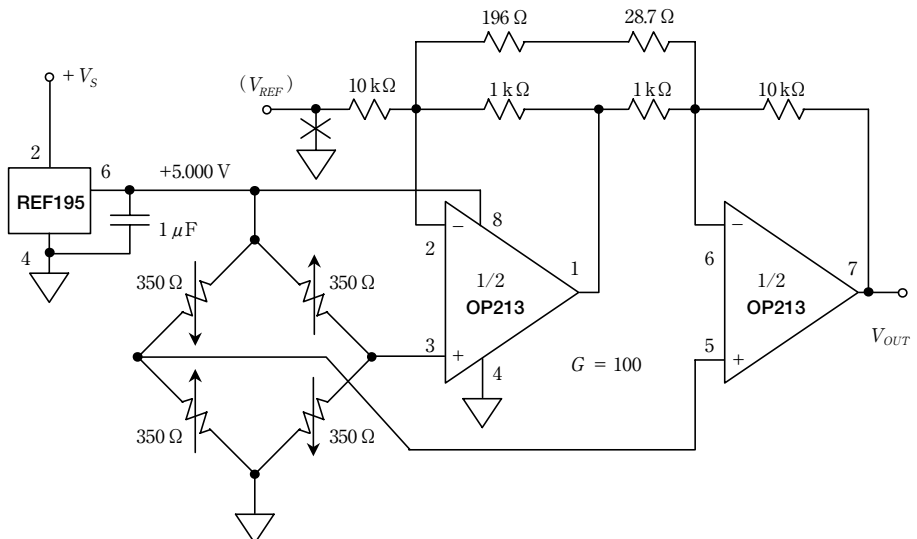 196 Ω 28.7 Ω
+ V_S
(V_REF) 10 kΩ 1 kΩ 1 kΩ 10 kΩ
2
6 +5.000 V
REF195
1 μF
4
8
−
2
1/2
OP213
1
3
+
4
−
6
1/2
OP213
7
5
+
V_OUT
G = 100
350 Ω 350 Ω
350 Ω 350 Ω